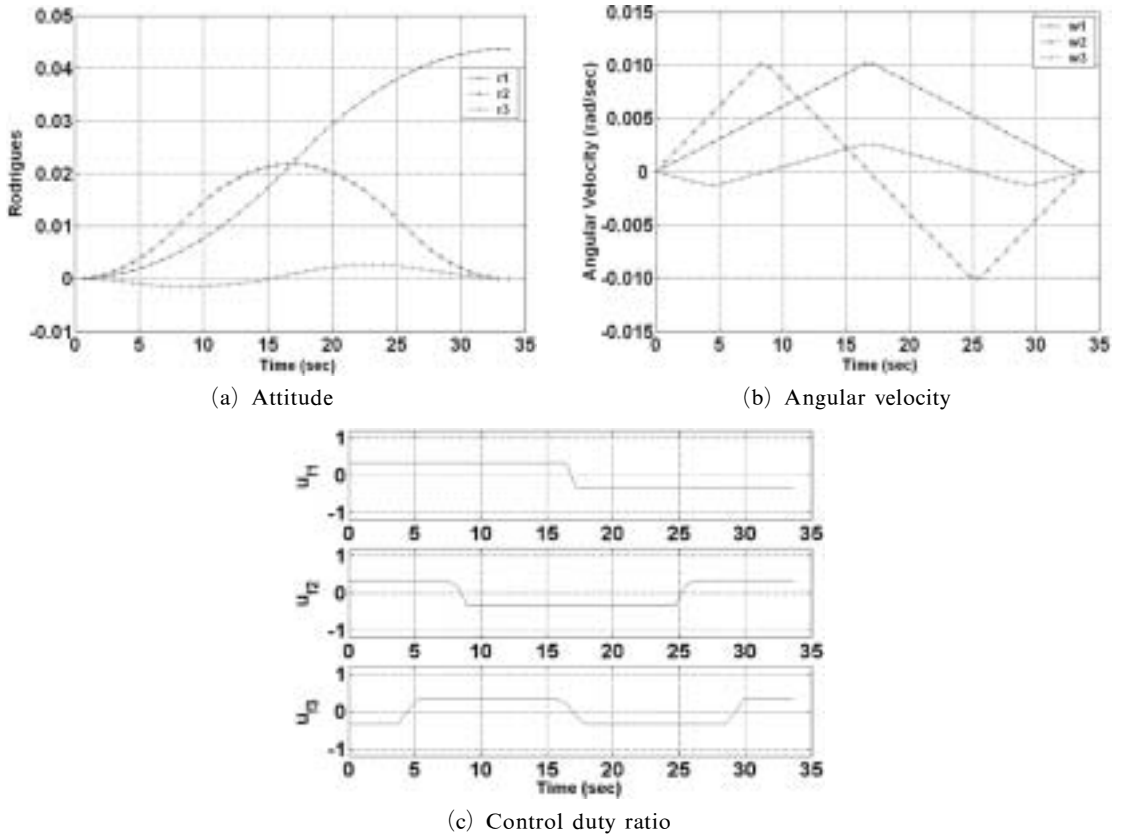 0.05
0.04
0.03
0.02
0.01
0
-0.01
Rodrigues
r1
r2
r3
0 5 10 15 20 25 30 35
Time (sec)
(a) Attitude
0.015
0.010
0.005
0
-0.005
-0.010
-0.015
Angular Velocity (rad/sec)
w1
w2
w3
0 5 10 15 20 25 30 35
Time (sec)
(b) Angular velocity
1
0
-1
0 5 10 15 20 25 30 35
1
0
-1
0 5 10 15 20 25 30 35
1
0
-1
0 5 10 15 20 25 30 35
Time (sec)
(c) Control duty ratio